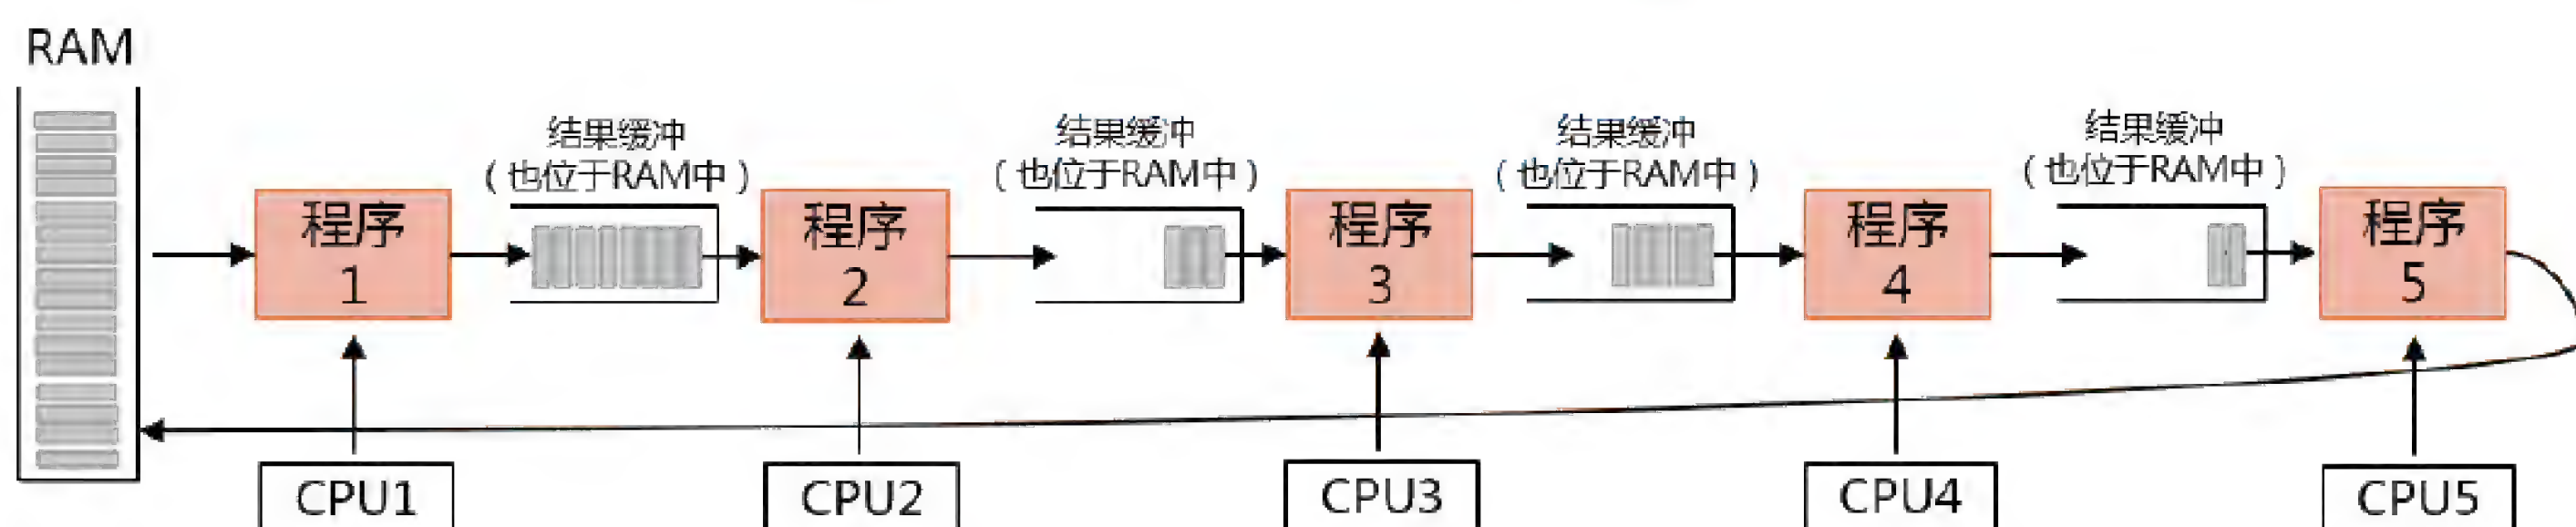 RAM
结果缓冲
（也位于RAM中）
结果缓冲
（也位于RAM中）
结果缓冲
（也位于RAM中）
结果缓冲
（也位于RAM中）
程序
1
程序
2
程序
3
程序
4
程序
5
CPU1
CPU2
CPU3
CPU4
CPU5